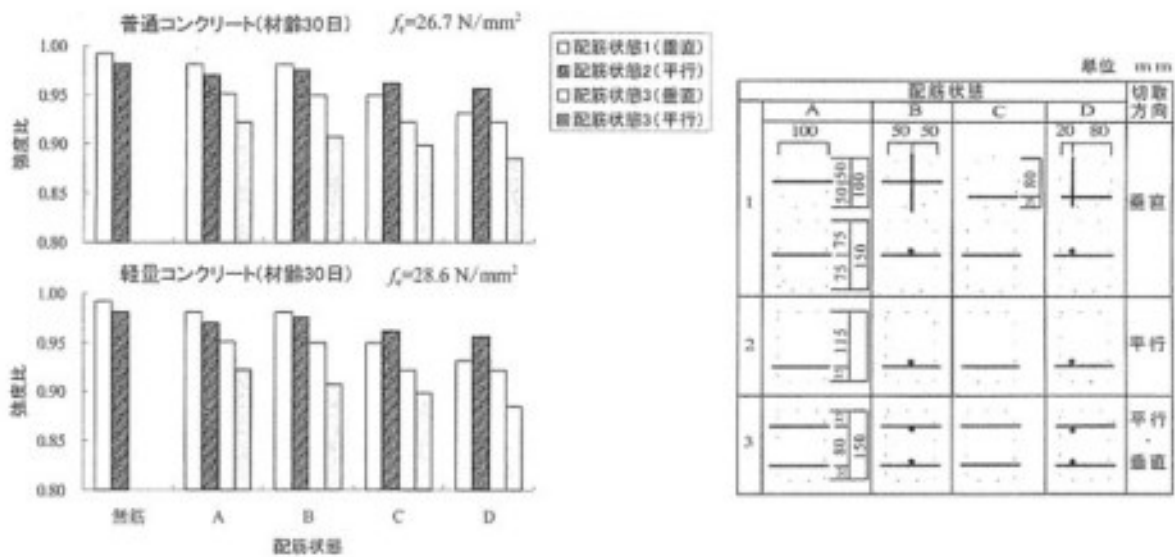 普通コンクリート(材齢30日) fc=26.7 N/mm²
1.00
0.95
0.90
0.85
0.80
強度比
配筋状態1(垂直)
配筋状態2(平行)
配筋状態3(垂直)
配筋状態3(平行)
軽量コンクリート(材齢30日) fc=28.6 N/mm²
1.00
0.95
0.90
0.85
0.80
強度比
無筋 A B C D
配筋状態
単位 mm
配筋状態 切取方向
A B C D
100 50 50 20 80
1 50 50 100 80 垂直
75 75 150
2 115 平行
3 80 150 平行・垂直